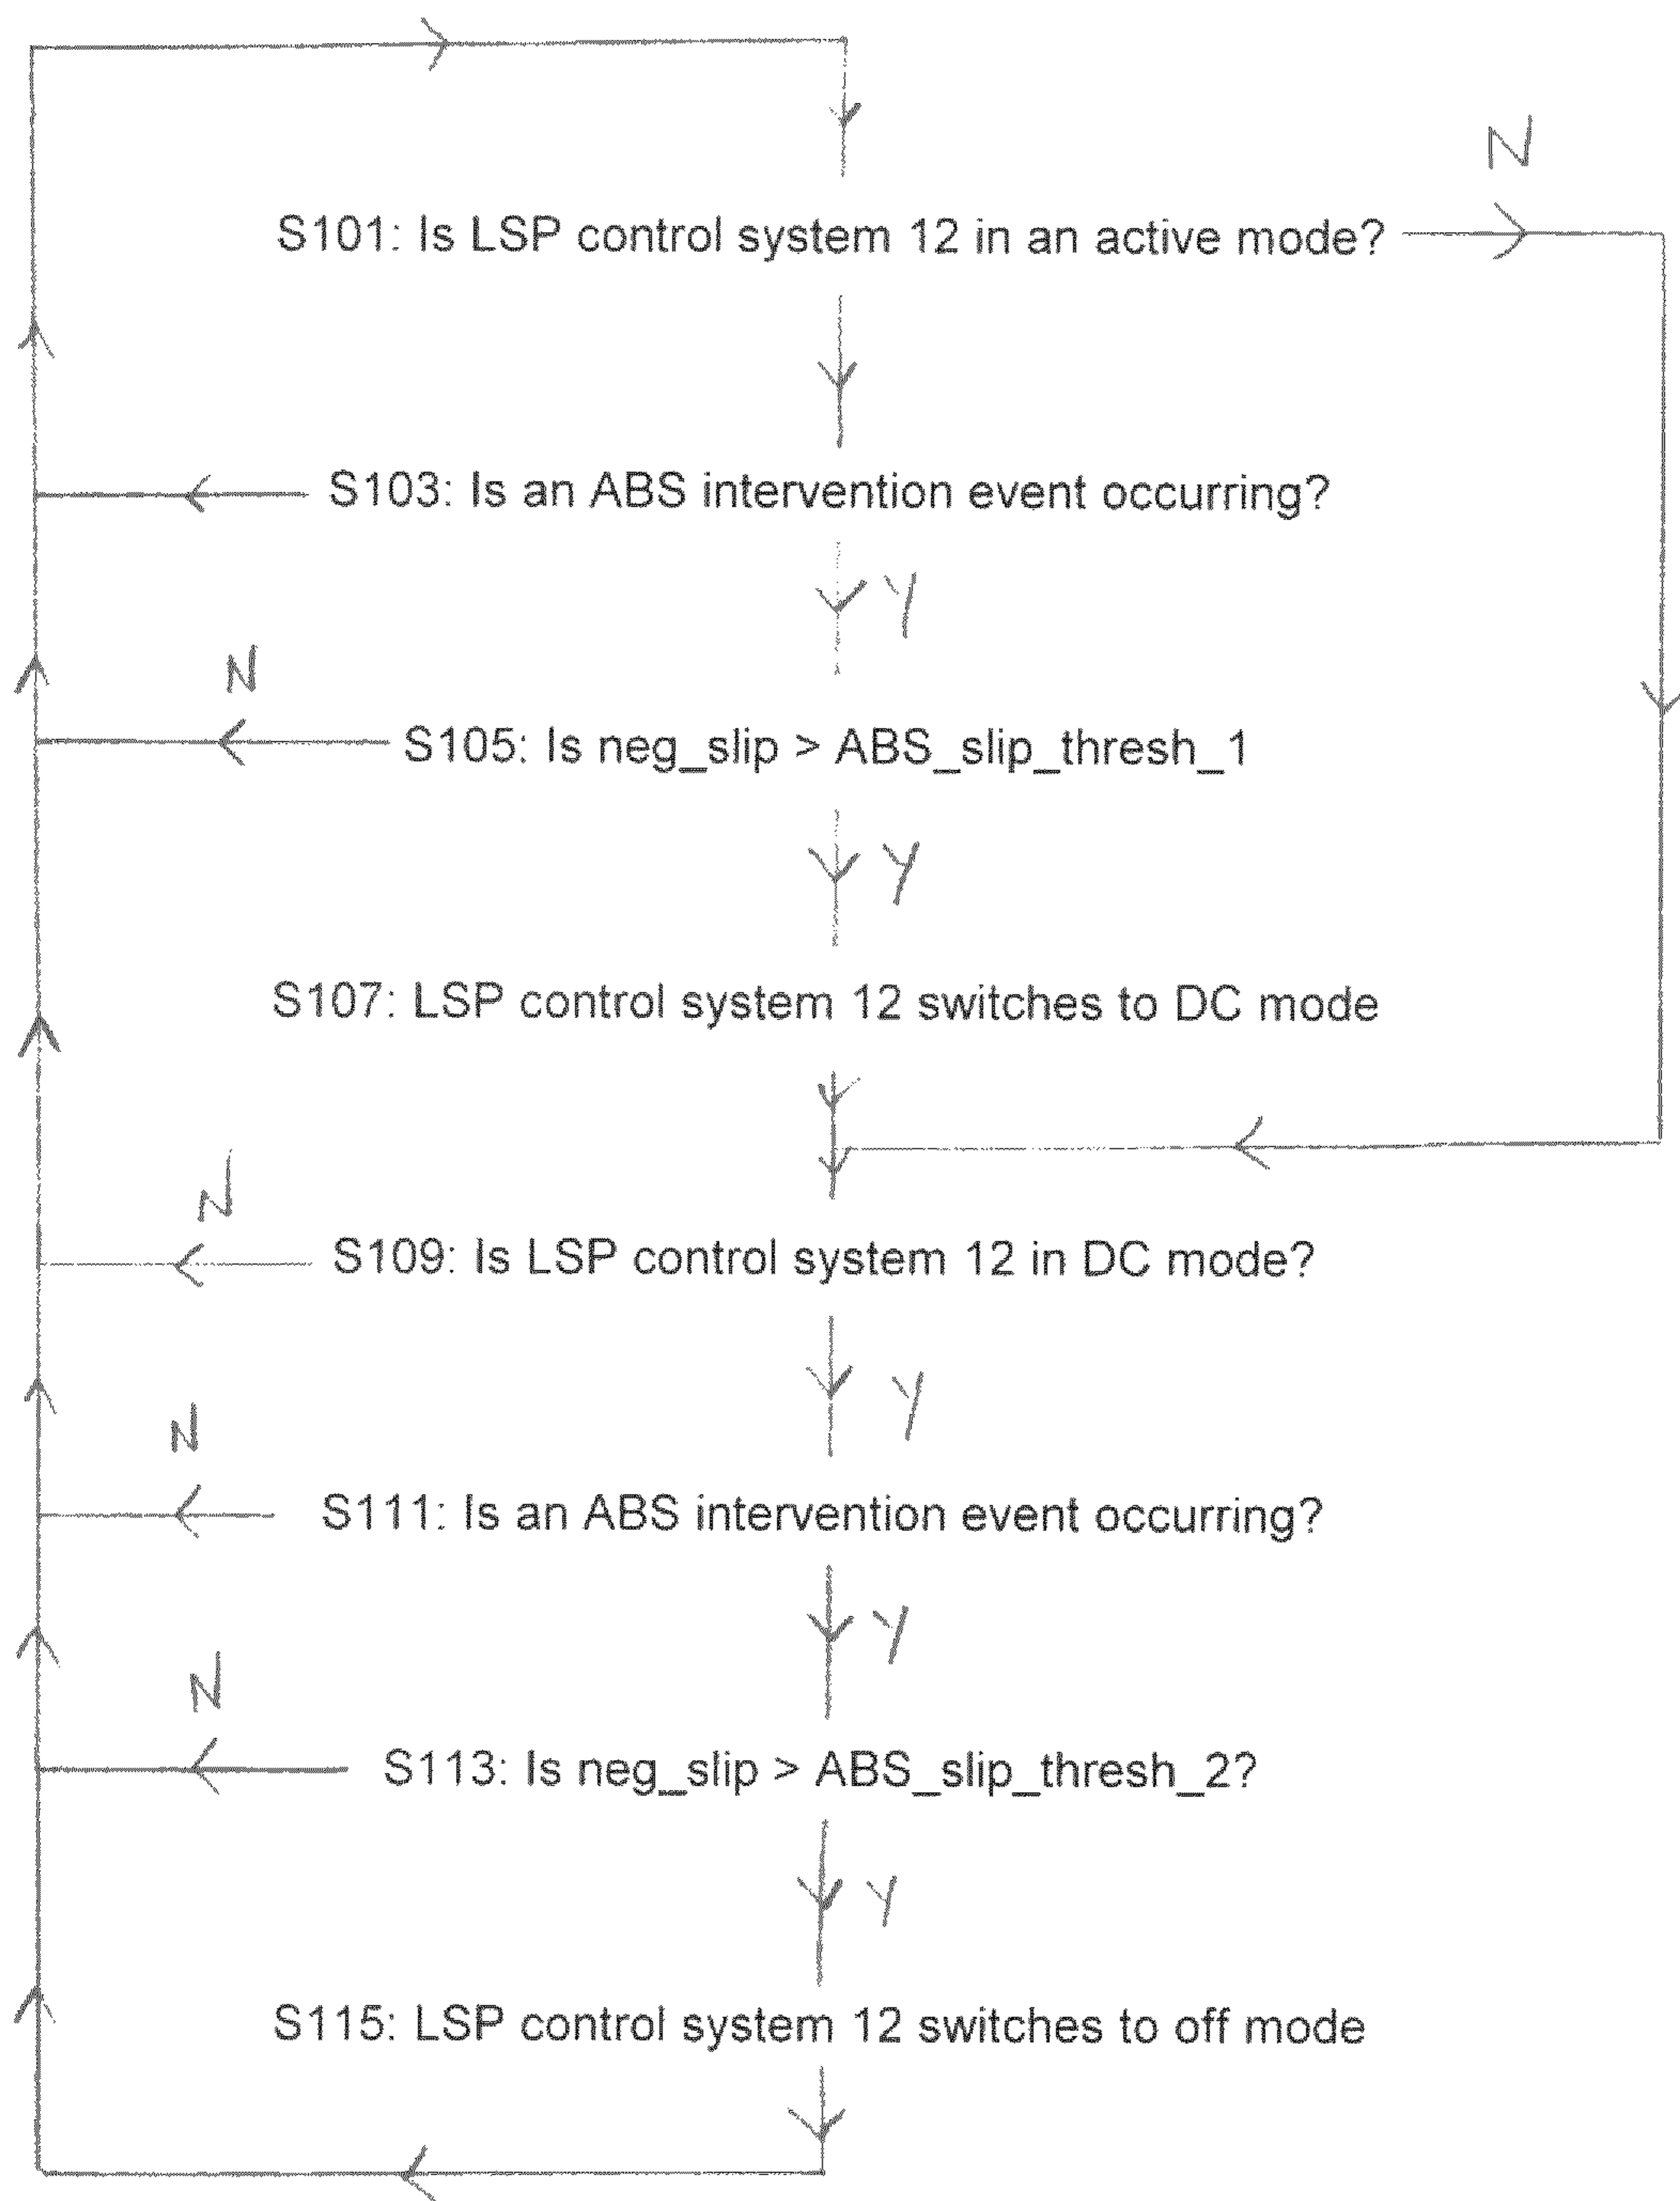 N
S101: Is LSP control system 12 in an active mode?
S103: Is an ABS intervention event occurring?
Y
N
S105: Is neg_slip > ABS_slip_thresh_1
Y
S107: LSP control system 12 switches to DC mode
N
S109: Is LSP control system 12 in DC mode?
Y
N
S111: Is an ABS intervention event occurring?
Y
N
S113: Is neg_slip > ABS_slip_thresh_2?
Y
S115: LSP control system 12 switches to off mode